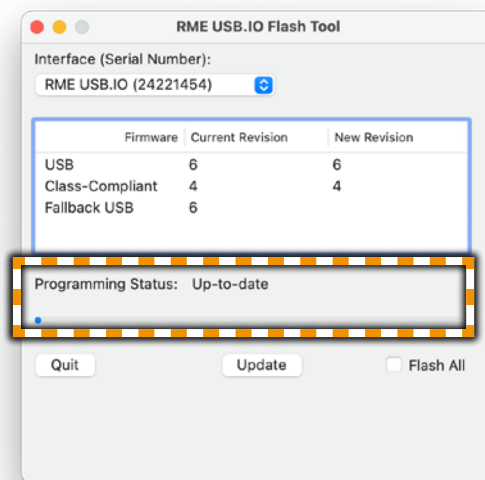 RME USB.IO Flash Tool
Interface (Serial Number):
RME USB.IO (24221454)
Firmware Current Revision New Revision
USB 6 6
Class-Compliant 4 4
Fallback USB 6
Programming Status: Up-to-date
Quit Update Flash All